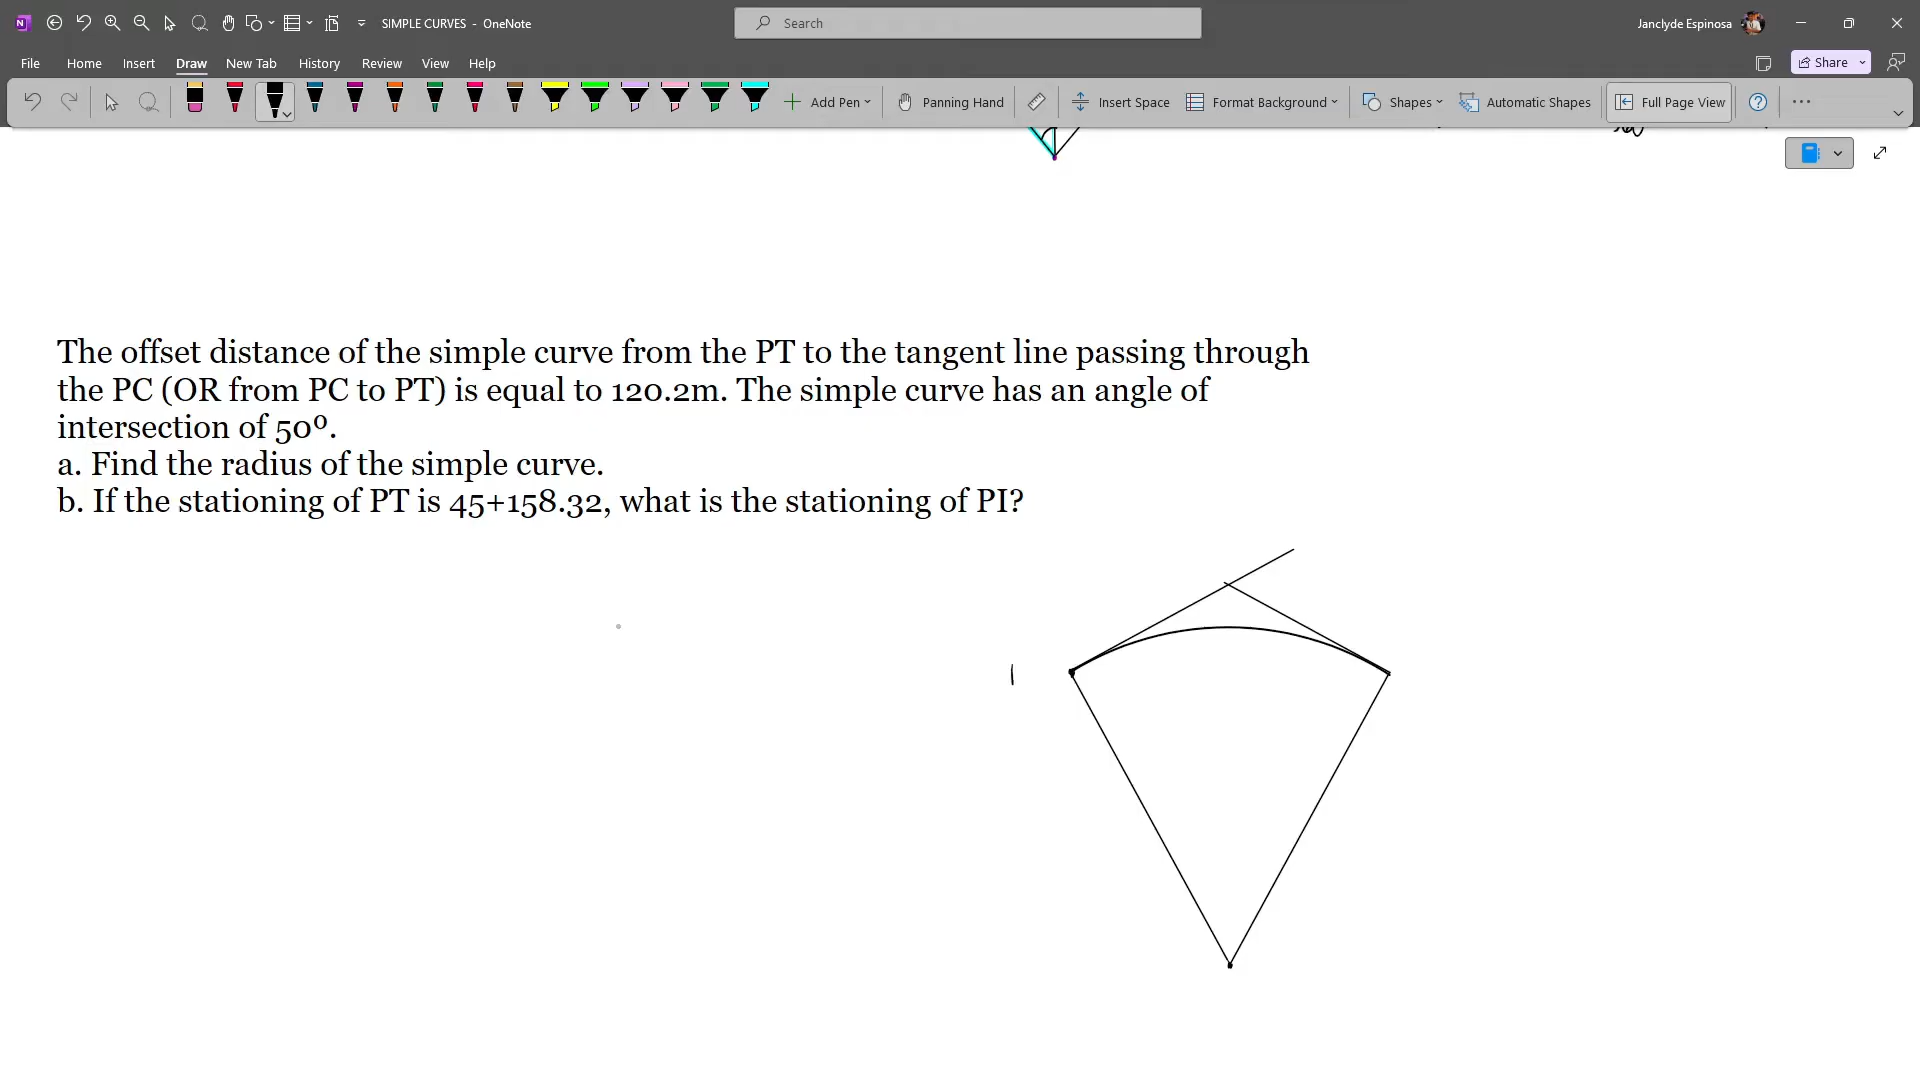 SIMPLE CURVES - OneNote
Search
Janclyde Espinosa
File Home Insert Draw New Tab History Review View Help
Share
Add Pen Panning Hand Insert Space Format Background Shapes Automatic Shapes Full Page View
The offset distance of the simple curve from the PT to the tangent line passing through
the PC (OR from PC to PT) is equal to 120.2m. The simple curve has an angle of
intersection of 50º.
a. Find the radius of the simple curve.
b. If the stationing of PT is 45+158.32, what is the stationing of PI?